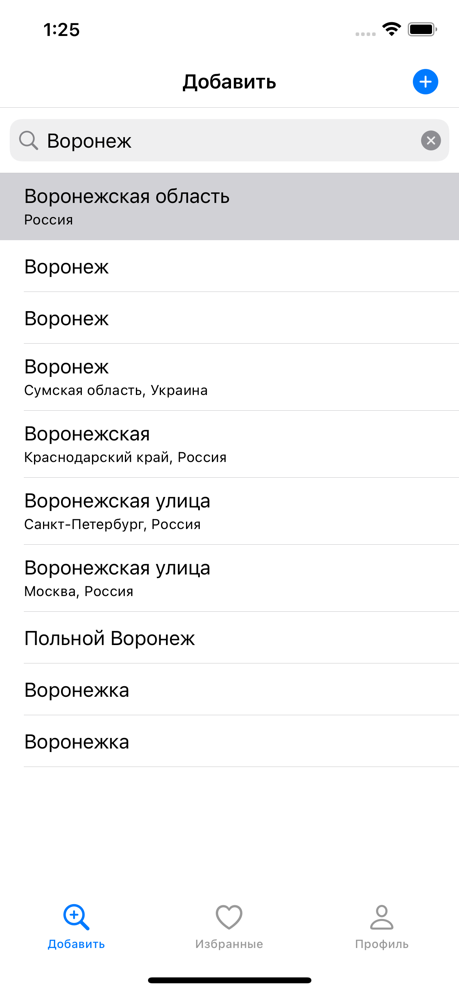 1:25
Добавить
Воронеж
Воронежская область
Россия
Воронеж
Воронеж
Воронеж
Сумская область, Украина
Воронежская
Краснодарский край, Россия
Воронежская улица
Санкт-Петербург, Россия
Воронежская улица
Москва, Россия
Польной Воронеж
Воронежка
Воронежка
Добавить
Избранные
Профиль